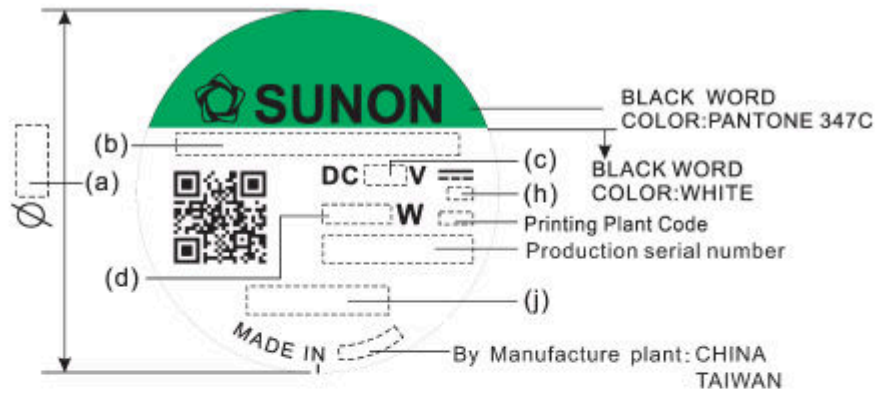 SUNON
BLACK WORD
COLOR:PANTONE 347C
(b)
(c)
DC V
BLACK WORD
COLOR:WHITE
(a)
(h)
Ø
W
Printing Plant Code
Production serial number
(d)
(j)
MADE IN
By Manufacture plant: CHINA
TAIWAN